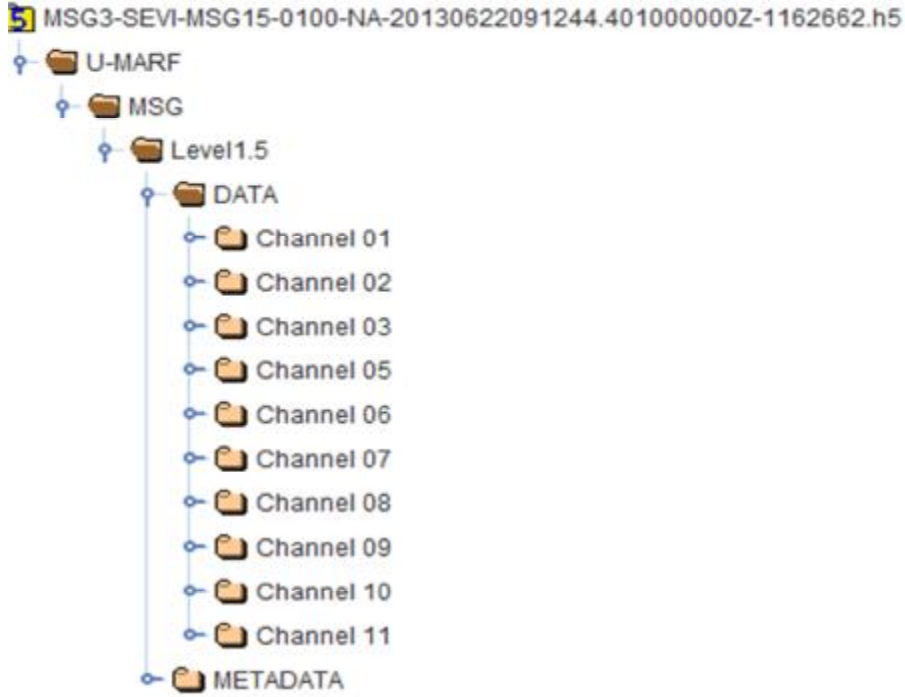 5 MSG3-SEVI-MSG15-0100-NA-20130622091244.401000000Z-1162662.h5
U-MARF
MSG
Level1.5
DATA
Channel 01
Channel 02
Channel 03
Channel 05
Channel 06
Channel 07
Channel 08
Channel 09
Channel 10
Channel 11
METADATA